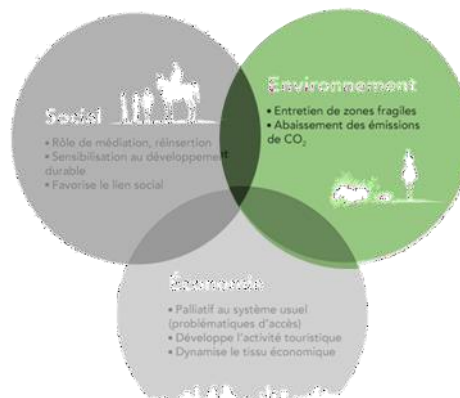 Social
• Rôle de médiation, réinsertion
• Sensibilisation au développement
durable
• Favorise le lien social
Environnement
• Entretien de zones fragiles
• Abaissement des émissions
de CO₂
Économie
• Palliatif au système usuel
(problématiques d'accès)
• Développe l'activité touristique
• Dynamise le tissu économique